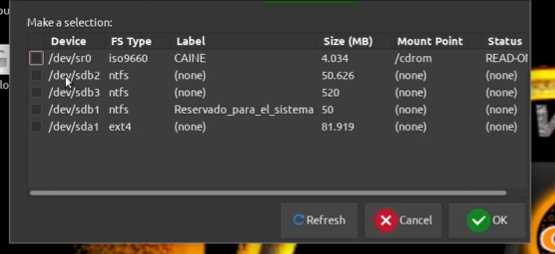 Make a selection:
Device FS Type Label Size (MB) Mount Point Status
/dev/sr0 iso9660 CAINE 4.034 /cdrom
/dev/sdb2 ntfs (none) 50.626 (none) (none)
/dev/sdb3 ntfs (none) 520 (none) (none)
/dev/sdb1 ntfs Reservado_para_el_sistema 50 (none) (none)
/dev/sda1 ext4 (none) 81.919 (none) (none)
Refresh Cancel OK